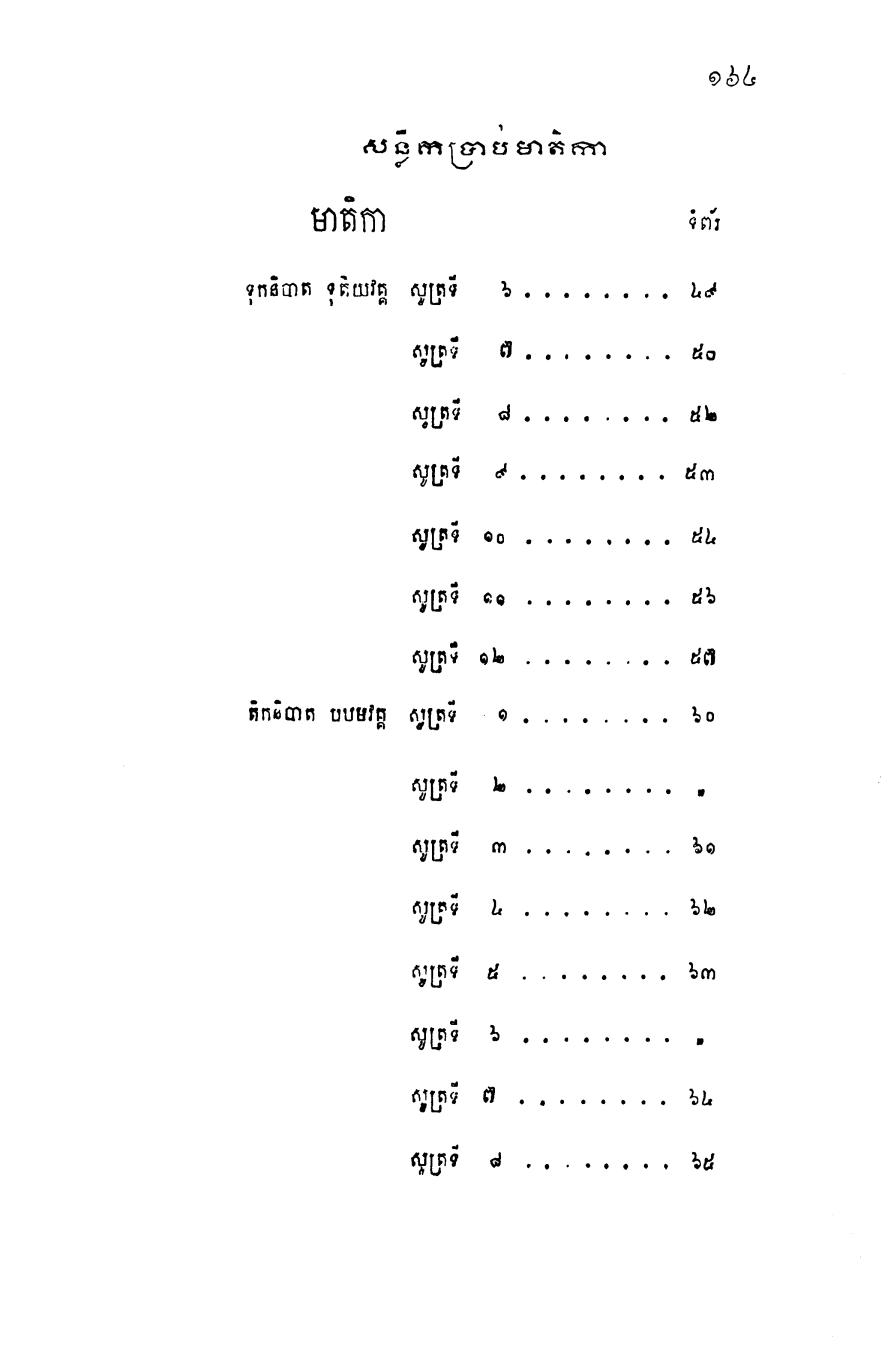 ១៦៤
សន្លឹកប្រាប់មាតិកា
មាតិកា ទំព័រ
ទុកនិបាត ទុតិយវគ្គ សូត្រទី ៦ . . . . . . . . ៤៩
សូត្រទី ៧ . . . . . . . . ៥០
សូត្រទី ៨ . . . . . . . . ៥២
សូត្រទី ៩ . . . . . . . . ៥៣
សូត្រទី ១០ . . . . . . . . ៥៤
សូត្រទី ១១ . . . . . . . . ៥៦
សូត្រទី ១២ . . . . . . . . ៥៧
តិកនិបាត បឋមវគ្គ សូត្រទី ១ . . . . . . . . ៦០
សូត្រទី ២ . . . . . . . . "
សូត្រទី ៣ . . . . . . . . ៦១
សូត្រទី ៤ . . . . . . . . ៦២
សូត្រទី ៥ . . . . . . . . ៦៣
សូត្រទី ៦ . . . . . . . . "
សូត្រទី ៧ . . . . . . . . ៦៤
សូត្រទី ៨ . . . . . . . . ៦៥